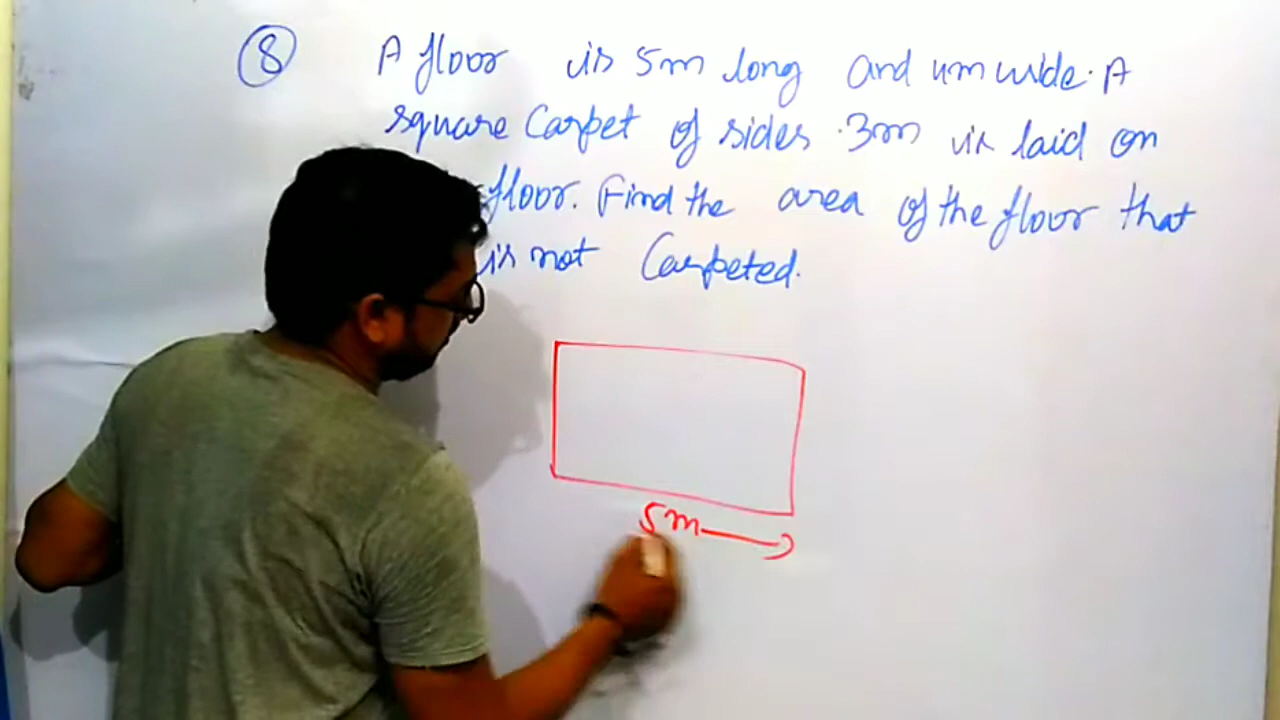 8 A floor is 5m long and 4m wide. A
square Carpet of sides 3m is laid on
floor. Find the area of the floor that
is not Carpeted.
5m